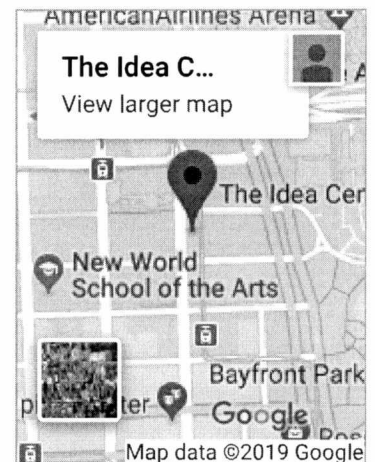 AmericanAirlines Arena
The Idea C...
View larger map
The Idea Cen
New World
School of the Arts
Bayfront Park
ter
Google
Map data ©2019 Google